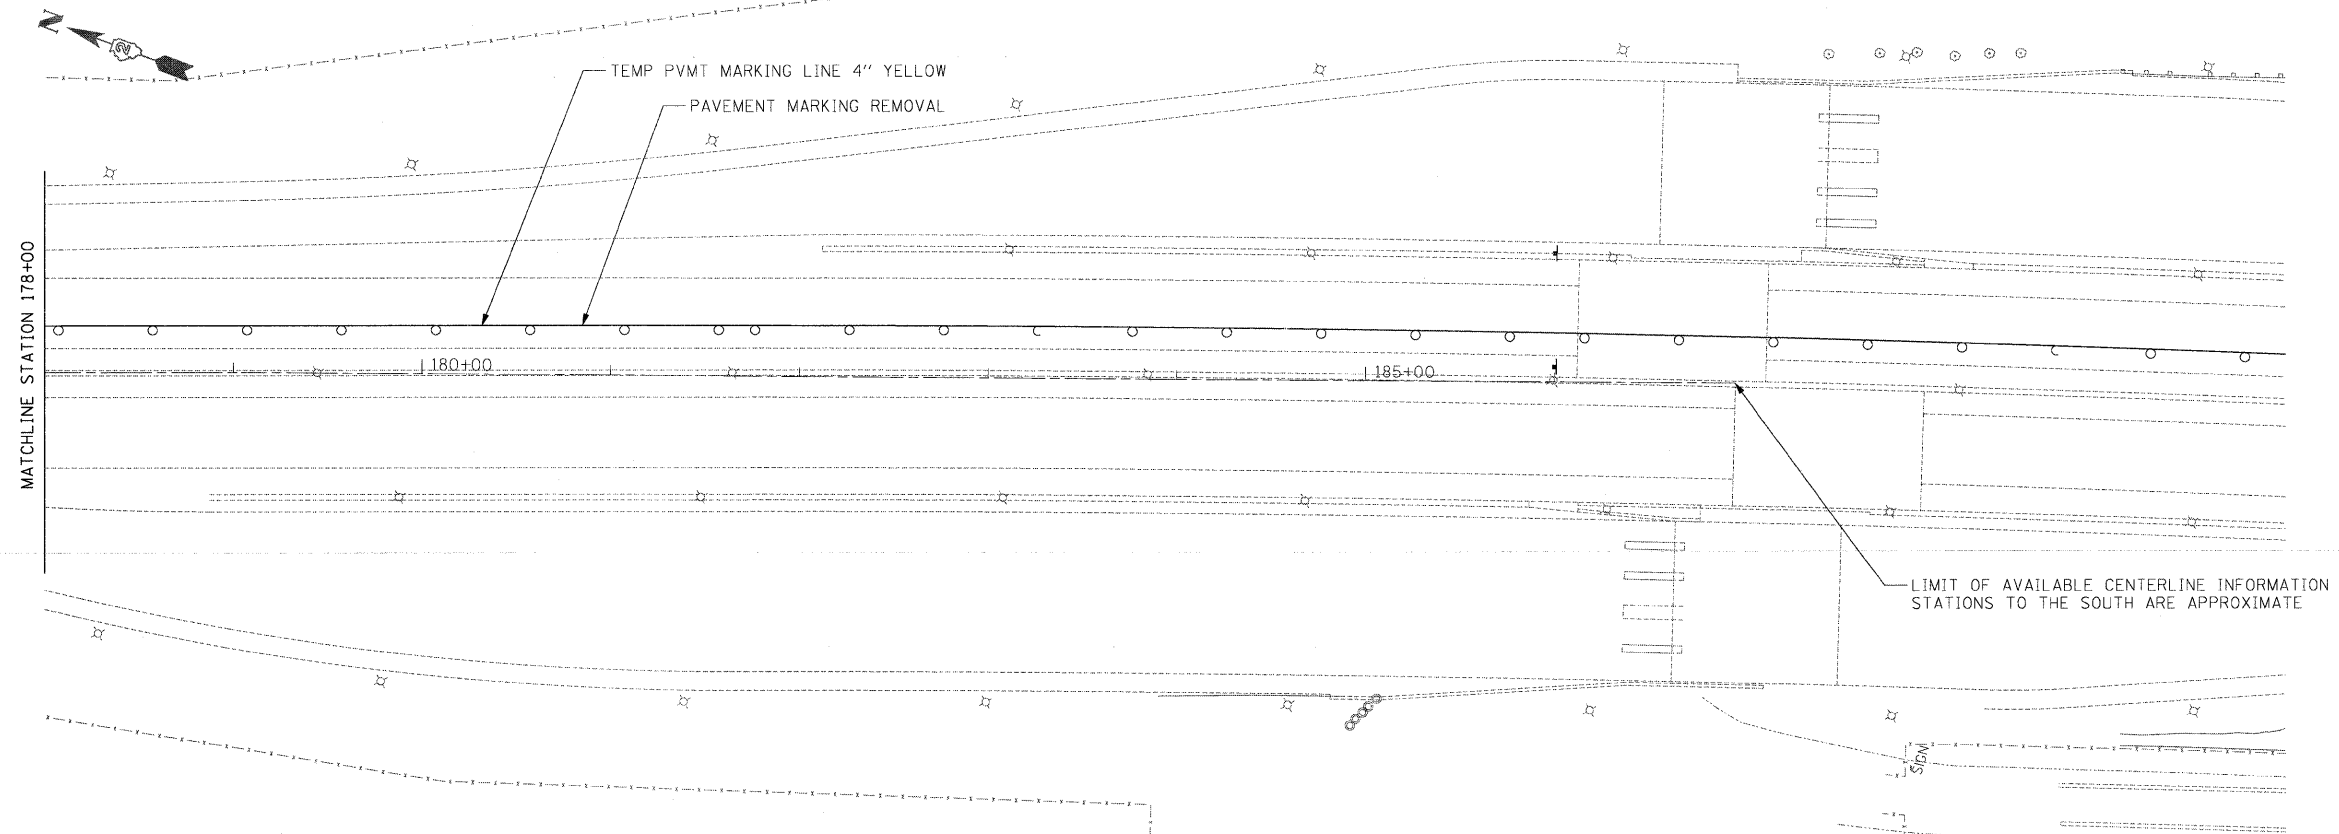 N
2
TEMP PVMT MARKING LINE 4" YELLOW
PAVEMENT MARKING REMOVAL
MATCHLINE STATION 178+00
180+00
185+00
LIMIT OF AVAILABLE CENTERLINE INFORMATION
STATIONS TO THE SOUTH ARE APPROXIMATE
SIGN